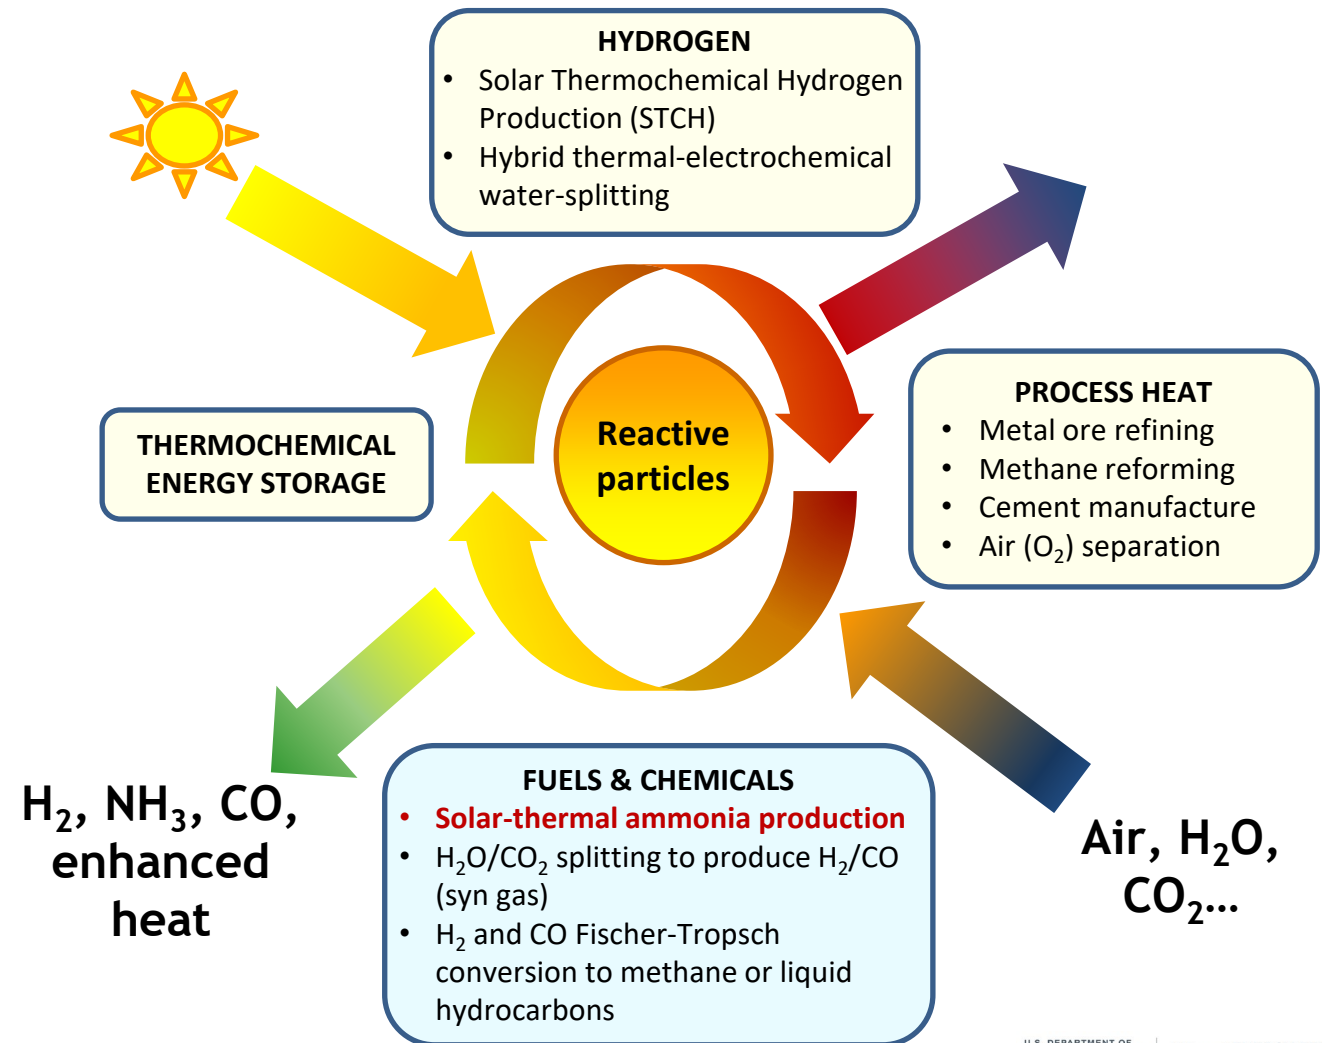 HYDROGEN
• Solar Thermochemical Hydrogen
Production (STCH)
• Hybrid thermal-electrochemical
water-splitting
THERMOCHEMICAL
ENERGY STORAGE
Reactive
particles
PROCESS HEAT
• Metal ore refining
• Methane reforming
• Cement manufacture
• Air (O₂) separation
H₂, NH₃, CO,
enhanced
heat
FUELS & CHEMICALS
• Solar-thermal ammonia production
• H₂O/CO₂ splitting to produce H₂/CO
(syn gas)
• H₂ and CO Fischer-Tropsch
conversion to methane or liquid
hydrocarbons
Air, H₂O,
CO₂…
U.S. DEPARTMENT OF